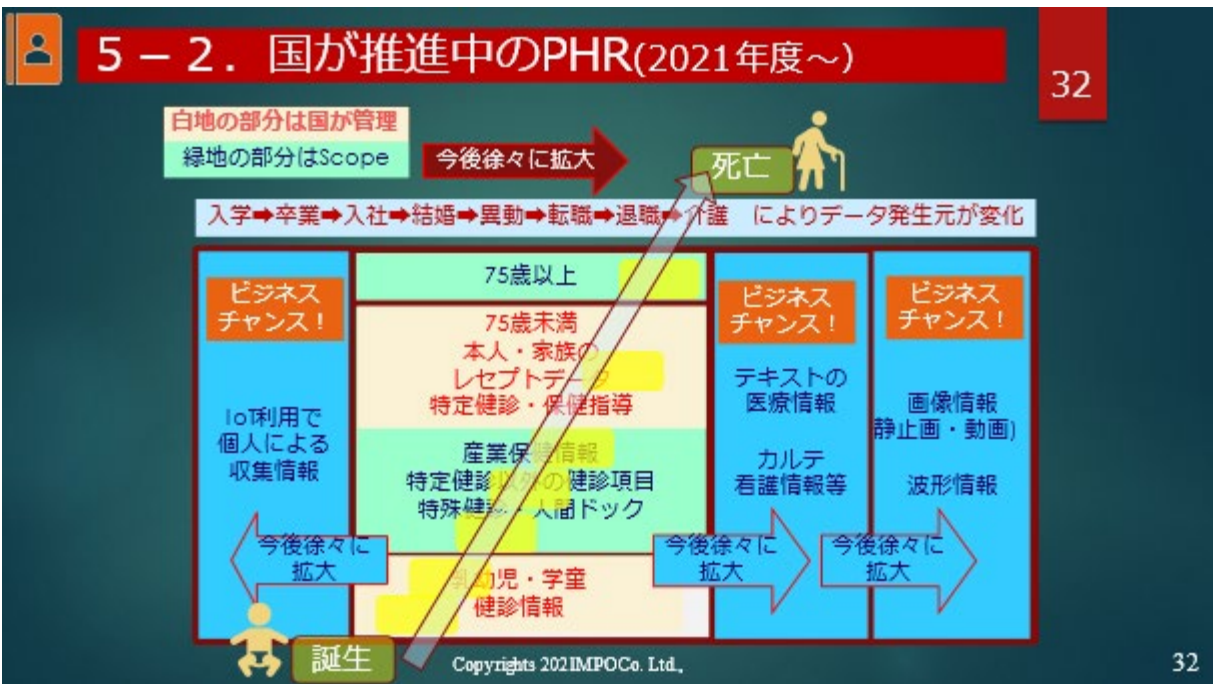 5－2．国が推進中のPHR(2021年度～)
32
白地の部分は国が管理
緑地の部分はScope
今後徐々に拡大
死亡
入学➡卒業➡入社➡結婚➡異動➡転職➡退職➡介護　によりデータ発生元が変化
ビジネス
チャンス！
IoT利用で
個人による
収集情報
今後徐々に
拡大
75歳以上
75歳未満
本人・家族の
レセプトデータ
特定健診・保健指導
産業保健情報
特定健診以外の健診項目
特殊健診・人間ドック
乳幼児・学童
健診情報
ビジネス
チャンス！
テキストの
医療情報
カルテ
看護情報等
今後徐々に
拡大
ビジネス
チャンス！
画像情報
静止画・動画)
波形情報
今後徐々に
拡大
誕生
Copyrights 2021MPOCo. Ltd.,
32